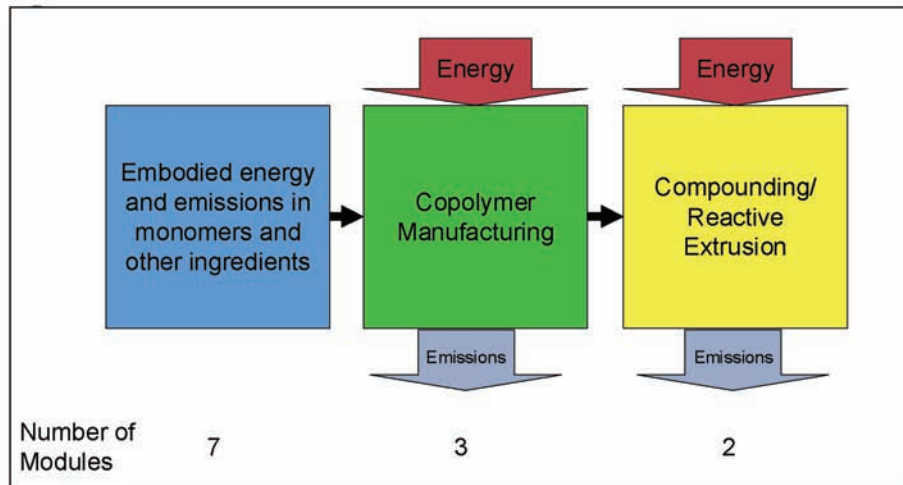 Energy
Energy
Embodied energy
and emissions in
monomers and
other ingredients
Copolymer
Manufacturing
Compounding/
Reactive
Extrusion
Emissions
Emissions
Number of
Modules
7
3
2